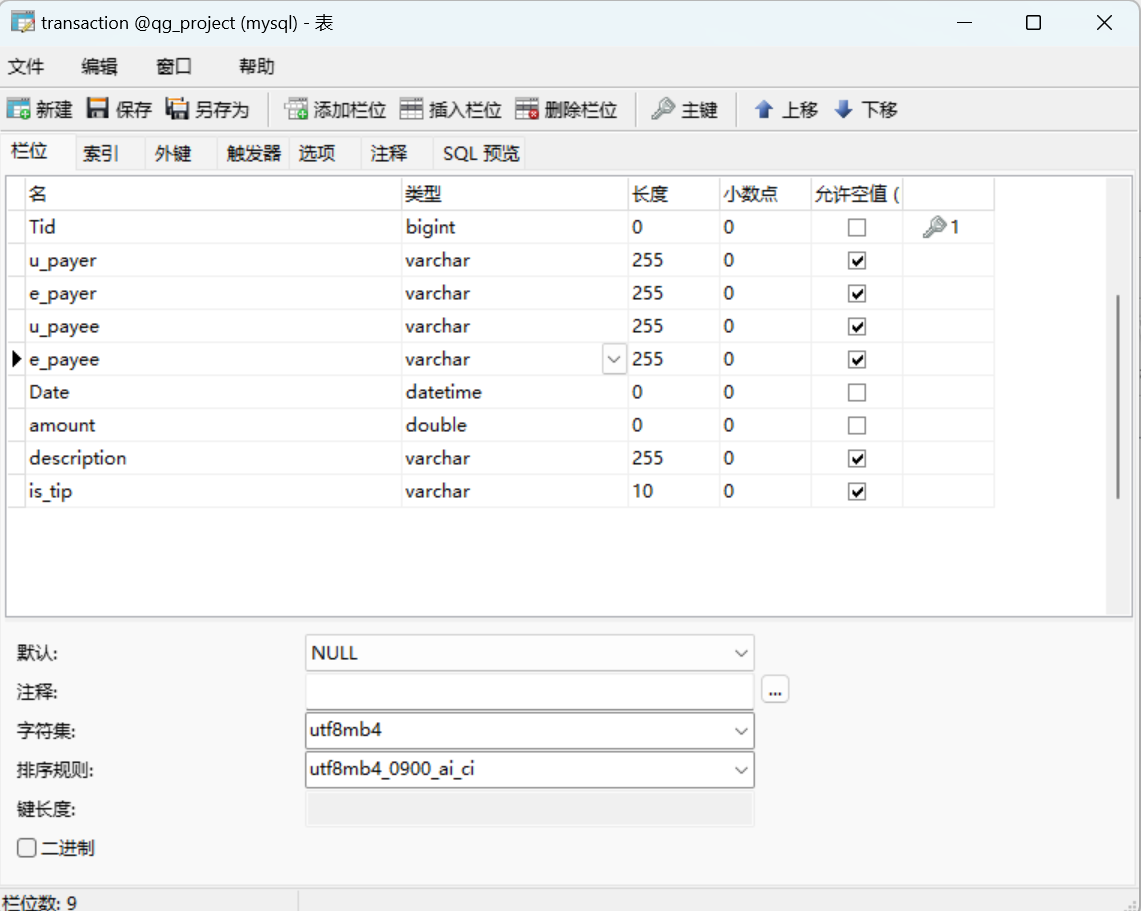 transaction @qg_project (mysql) - 表
文件 编辑 窗口 帮助
新建 保存 另存为 添加栏位 插入栏位 删除栏位 主键 上移 下移
栏位 索引 外键 触发器 选项 注释 SQL 预览
名 类型 长度 小数点 允许空值 (
Tid bigint 0 0 1
u_payer varchar 255 0
e_payer varchar 255 0
u_payee varchar 255 0
e_payee varchar 255 0
Date datetime 0 0
amount double 0 0
description varchar 255 0
is_tip varchar 10 0
默认: NULL
注释: ...
字符集: utf8mb4
排序规则: utf8mb4_0900_ai_ci
键长度:
二进制
栏位数: 9